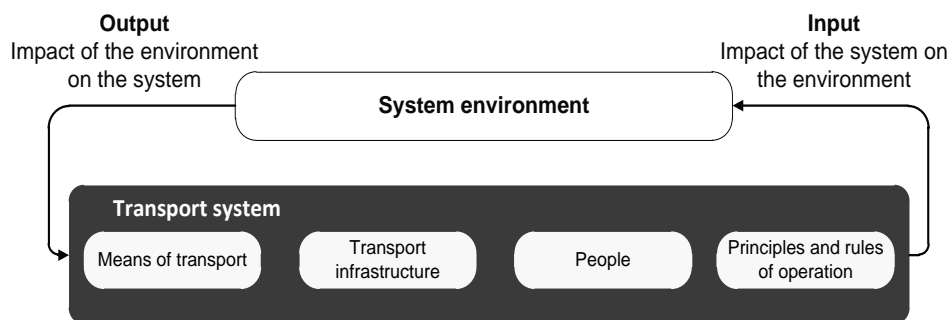 Output
Impact of the environment
on the system
Input
Impact of the system on
the environment
System environment
Transport system
Means of transport
Transport
infrastructure
People
Principles and rules
of operation